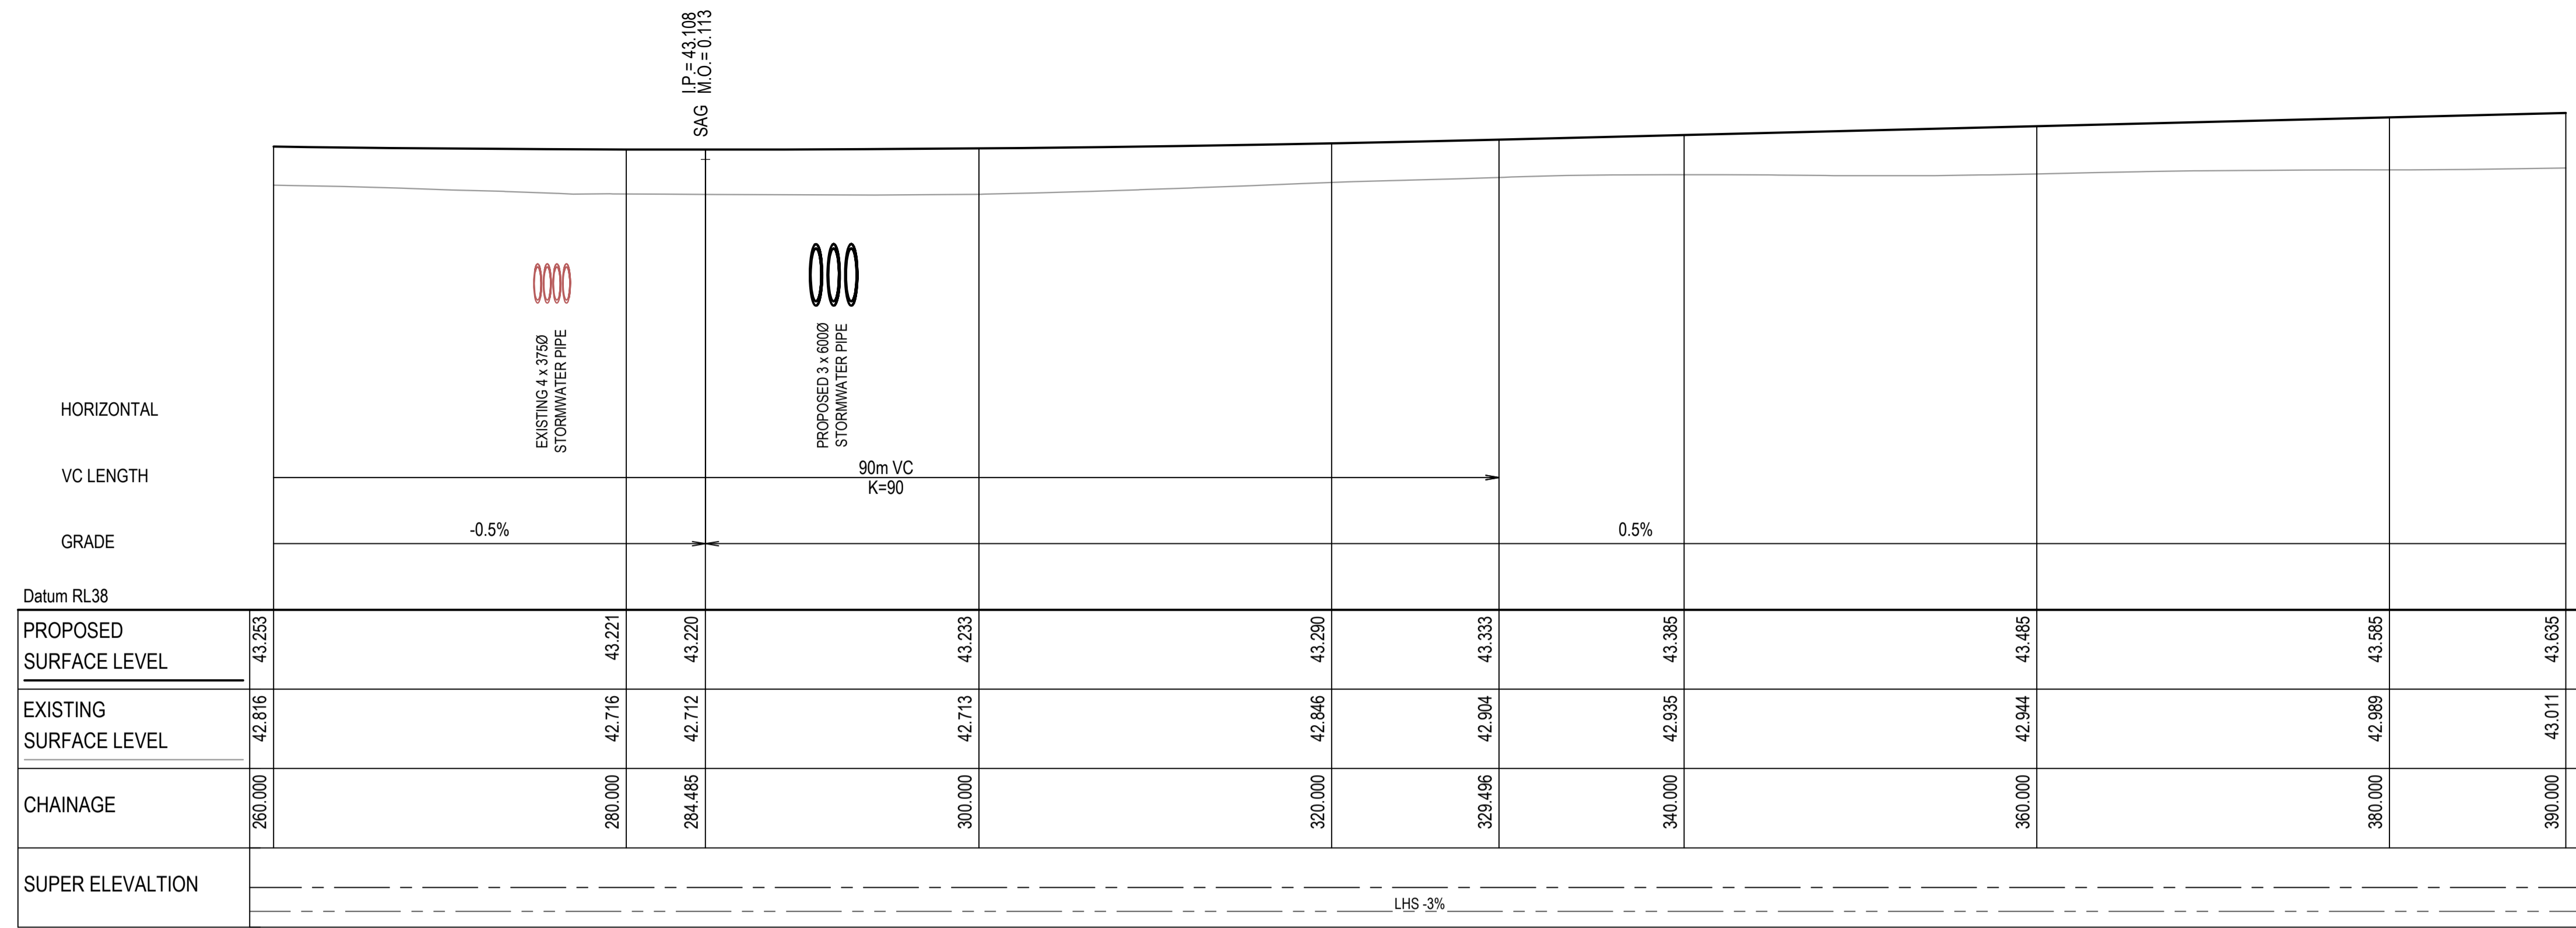 I.P.= 43.108
SAG M.O.= 0.113
EXISTING 4 x 375Ø
STORMWATER PIPE
PROPOSED 3 x 600Ø
STORMWATER PIPE
HORIZONTAL
VC LENGTH
90m VC
K=90
GRADE
-0.5%
0.5%
Datum RL38
PROPOSED
SURFACE LEVEL
43.253 43.221 43.220 43.233 43.290 43.333 43.385 43.485 43.585 43.635
EXISTING
SURFACE LEVEL
42.816 42.716 42.712 42.713 42.846 42.904 42.935 42.944 42.989 43.011
CHAINAGE
260.000 280.000 284.485 300.000 320.000 329.496 340.000 360.000 380.000 390.000
SUPER ELEVALTION
LHS -3%